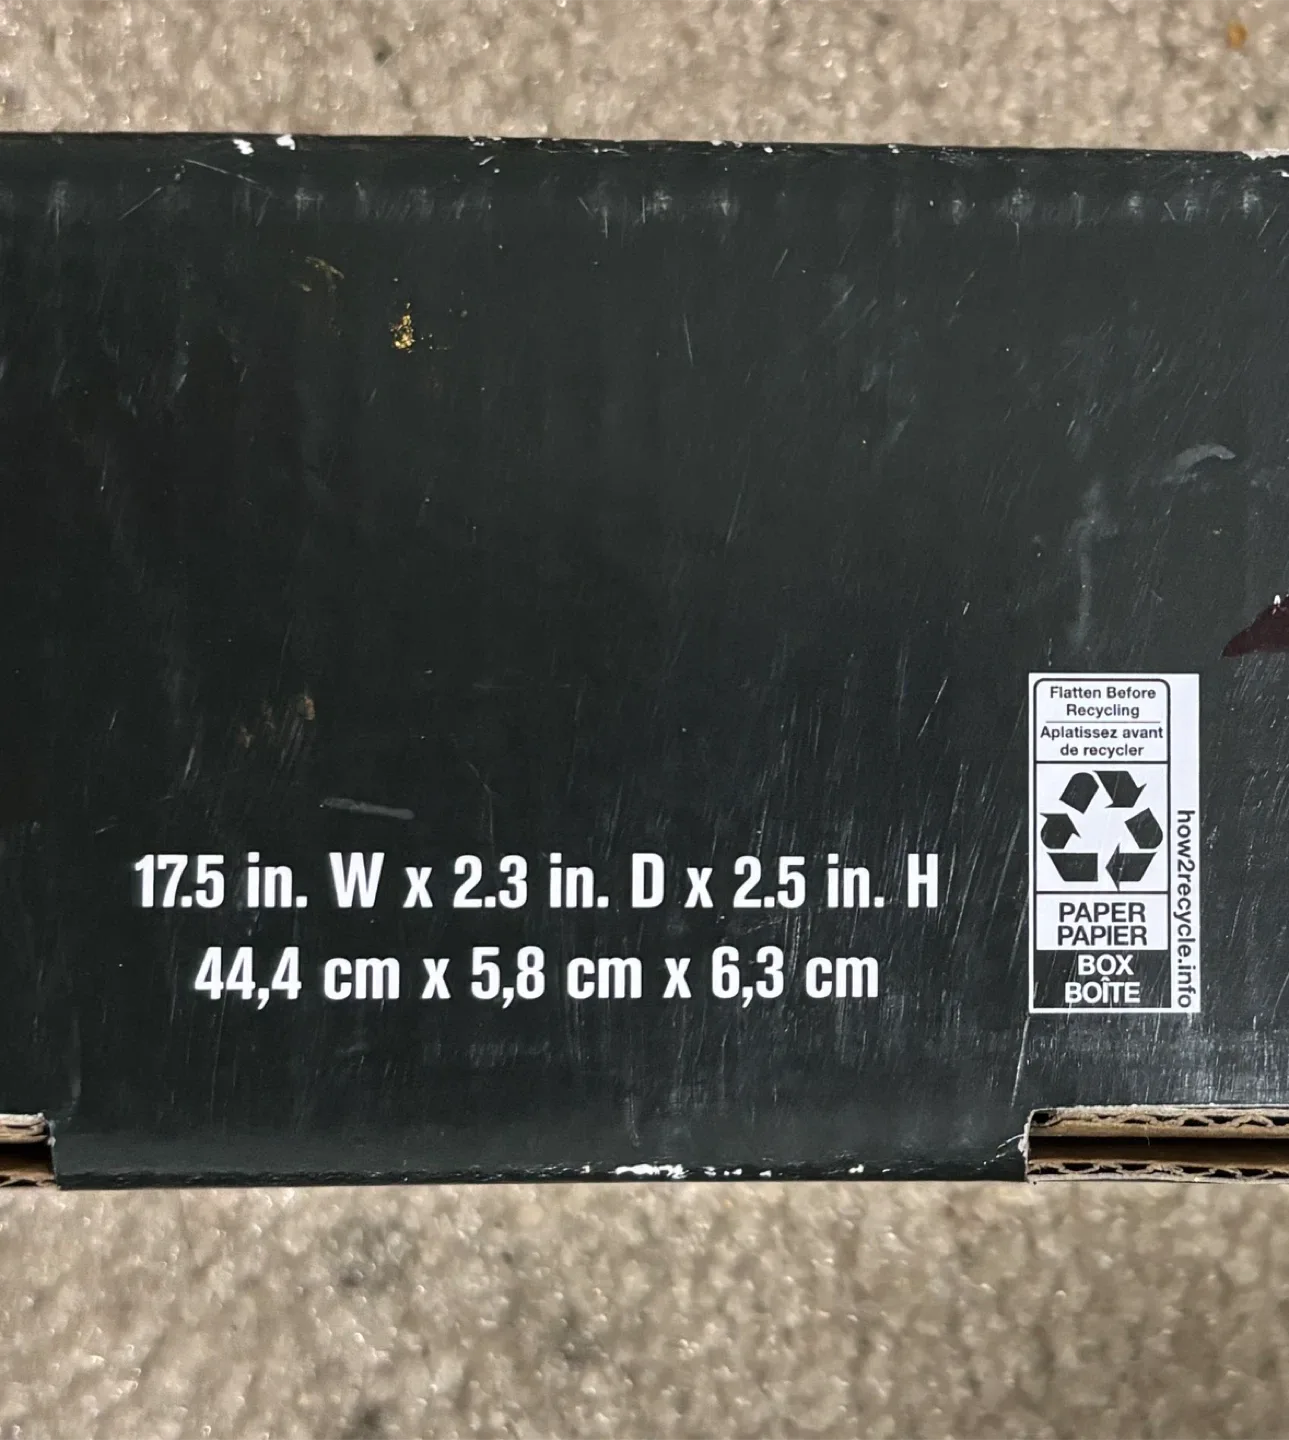 17.5 in. W x 2.3 in. D x 2.5 in. H
44,4 cm x 5,8 cm x 6,3 cm
Flatten Before
Recycling
Aplatissez avant
de recycler
PAPER
PAPIER
BOX
BOÎTE
how2recycle.info